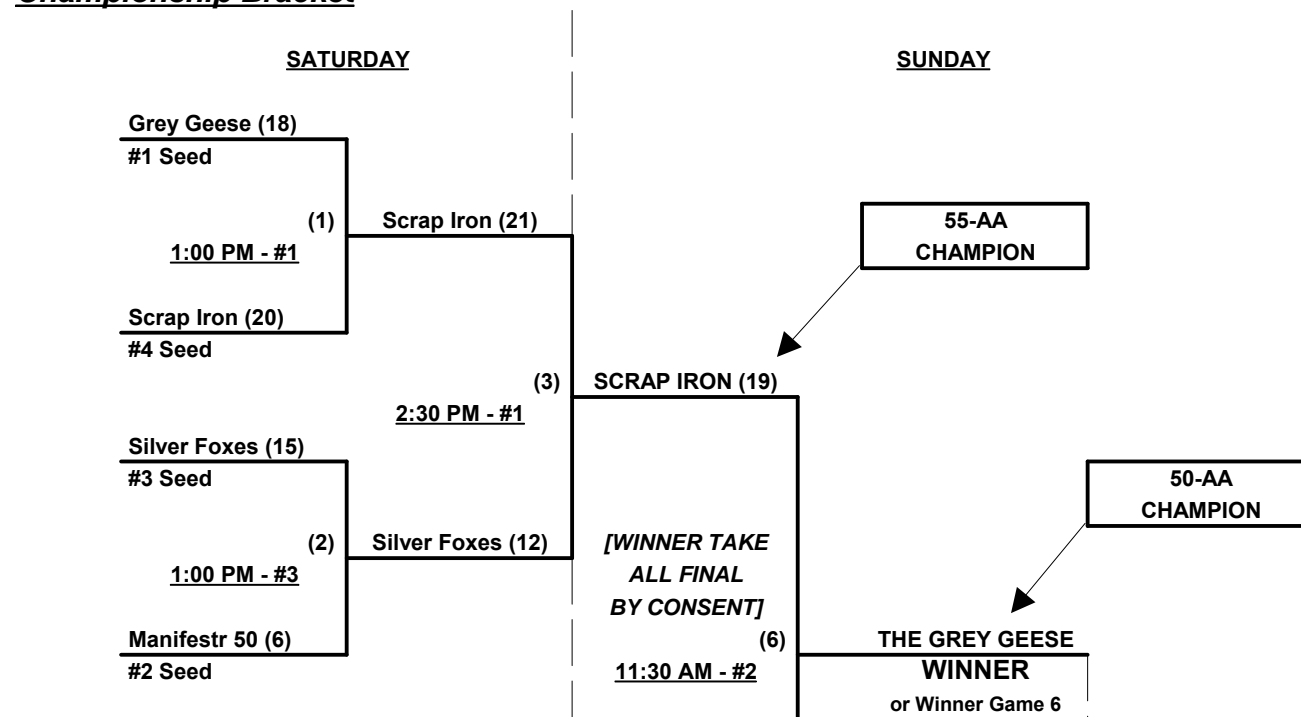 Championship Bracket
SATURDAY
SUNDAY
Grey Geese (18)
#1 Seed
(1)
Scrap Iron (21)
1:00 PM - #1
55-AA
CHAMPION
Scrap Iron (20)
#4 Seed
(3)
SCRAP IRON (19)
2:30 PM - #1
Silver Foxes (15)
#3 Seed
50-AA
CHAMPION
(2)
Silver Foxes (12)
1:00 PM - #3
[WINNER TAKE
ALL FINAL
BY CONSENT]
Manifestr 50 (6)
#2 Seed
(6)
THE GREY GEESE
11:30 AM - #2
WINNER
or Winner Game 6